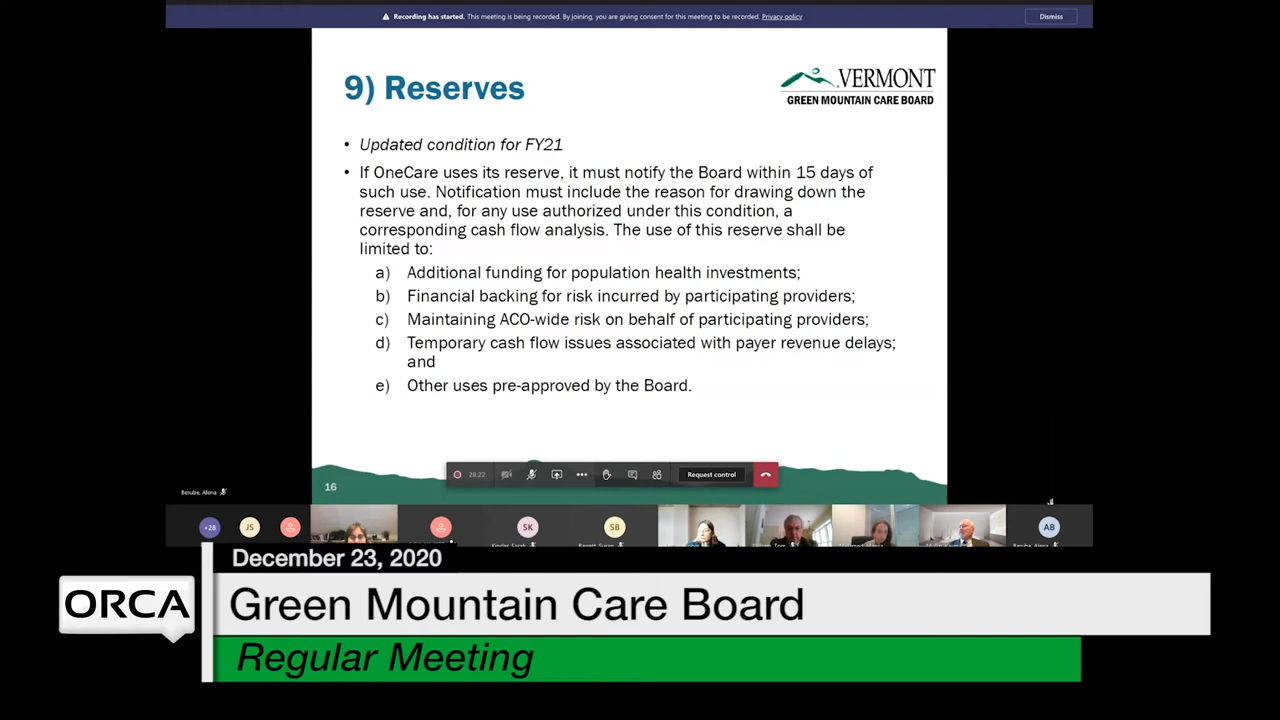 Recording has started. This meeting is being recorded. By joining, you are giving consent for this meeting to be recorded. Privacy policy
Dismiss
9) Reserves
VERMONT
GREEN MOUNTAIN CARE BOARD
• Updated condition for FY21
• If OneCare uses its reserve, it must notify the Board within 15 days of
such use. Notification must include the reason for drawing down the
reserve and, for any use authorized under this condition, a
corresponding cash flow analysis. The use of this reserve shall be
limited to:
a) Additional funding for population health investments;
b) Financial backing for risk incurred by participating providers;
c) Maintaining ACO-wide risk on behalf of participating providers;
d) Temporary cash flow issues associated with payer revenue delays;
and
e) Other uses pre-approved by the Board.
28:22
Request control
16
Berube, Alena
+28
JS
SK
SB
AB
December 23, 2020
ORCA
Green Mountain Care Board
Regular Meeting